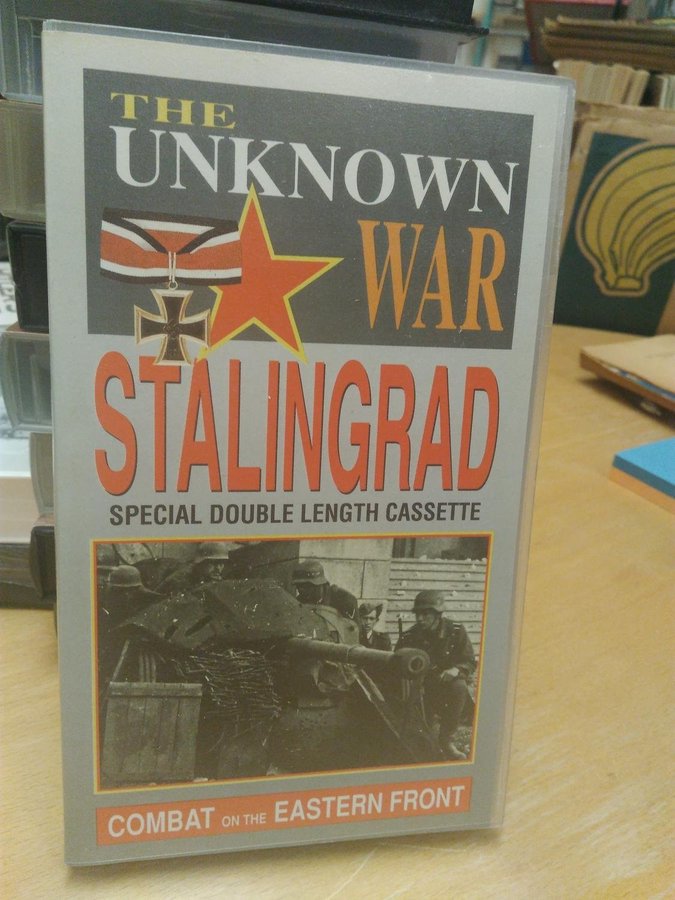 THE
UNKNOWN
WAR
STALINGRAD
SPECIAL DOUBLE LENGTH CASSETTE
COMBAT ON THE EASTERN FRONT